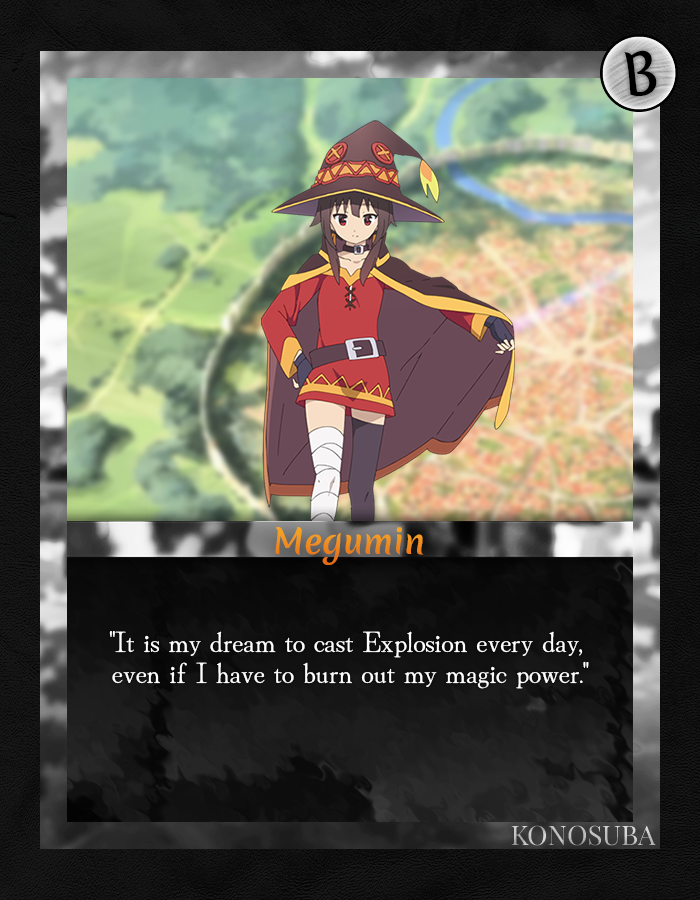 B
Megumin
"It is my dream to cast Explosion every day,
even if I have to burn out my magic power."
KONOSUBA